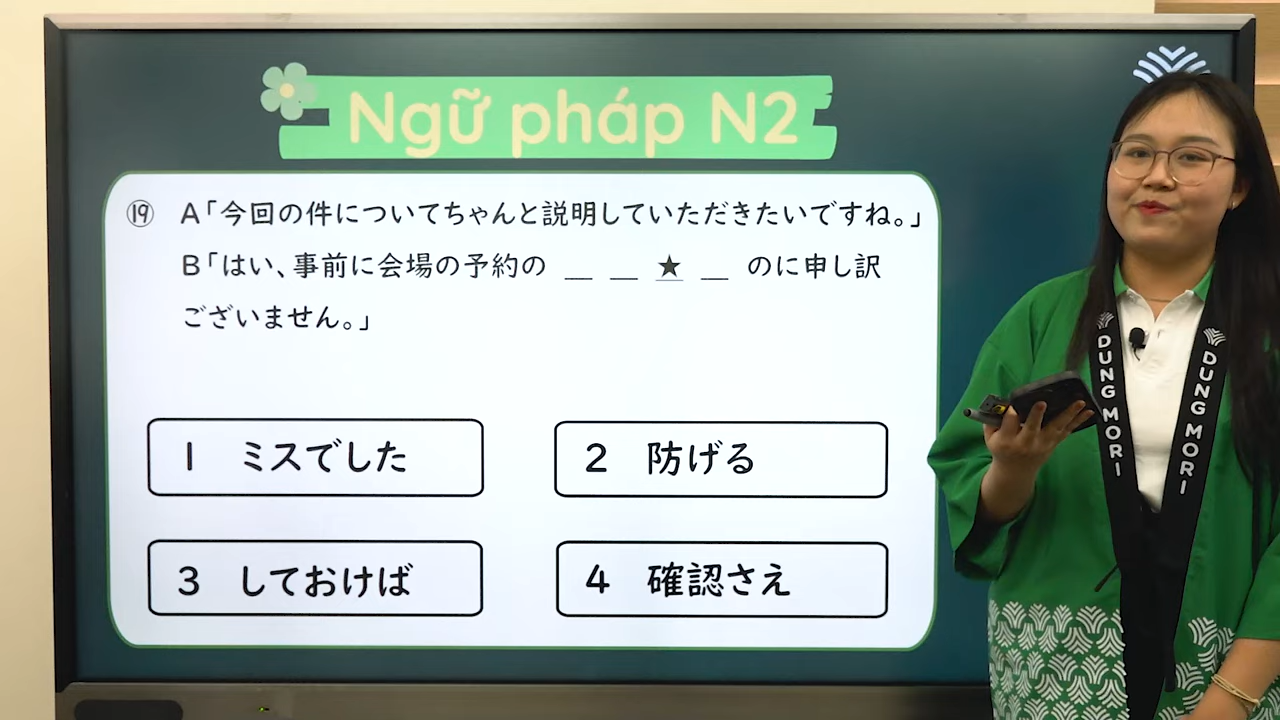 Ngữ pháp N2
⑲ A「今回の件についてちゃんと説明していただきたいですね。」
B「はい、事前に会場の予約の __ __ ★ __ のに申し訳
ございません。」
1 ミスでした
2 防げる
3 しておけば
4 確認さえ
DUNG MORI
DUNG MORI